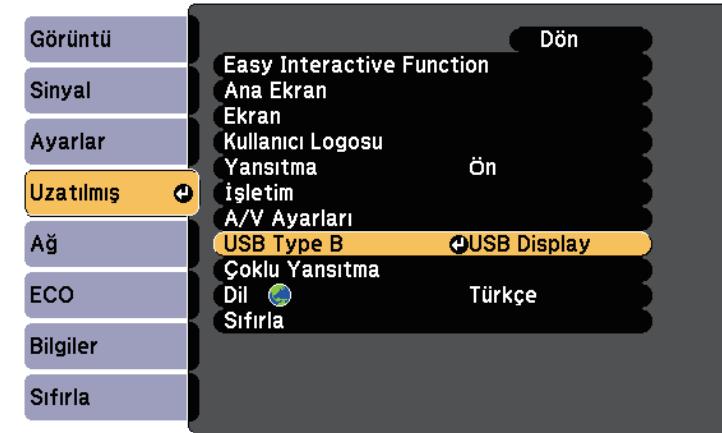 Görüntü
Sinyal
Ayarlar
Uzatılmış
Ağ
ECO
Bilgiler
Sıfırla
Dön
Easy Interactive Function
Ana Ekran
Ekran
Kullanıcı Logosu
Yansıtma Ön
İşletim
A/V Ayarları
USB Type B USB Display
Çoklu Yansıtma
Dil Türkçe
Sıfırla